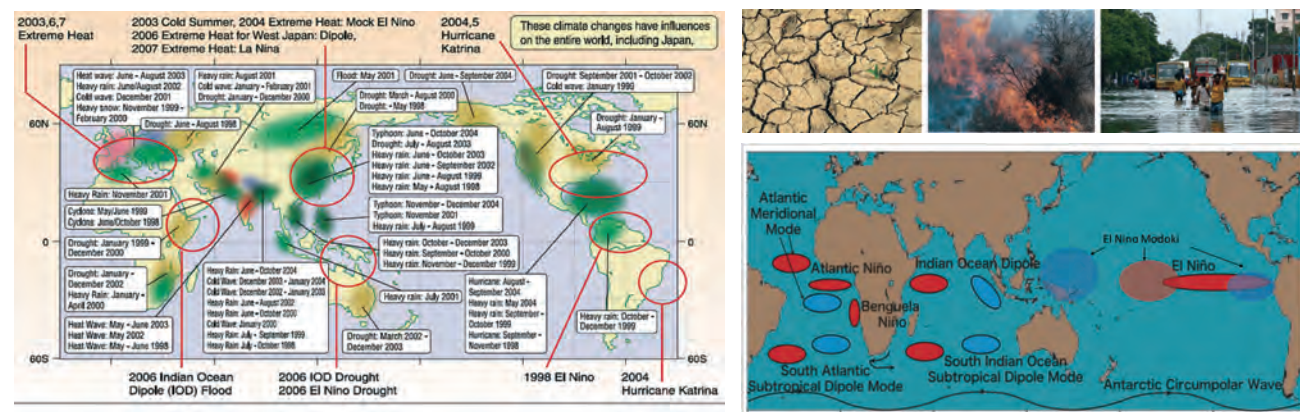 2003,6,7
Extreme Heat
2003 Cold Summer, 2004 Extreme Heat: Mock El Nino
2006 Extreme Heat for West Japan: Dipole,
2007 Extreme Heat: La Nina
2004,5
Hurricane
Katrina
These climate changes have influences
on the entire world, including Japan.
Heat wave: June - August 2003
Heavy rain: June/August 2002
Cold wave: December 2001
Heavy snow: November 1999 -
February 2000
Heavy rain: August 2001
Cold wave: January - February 2001
Drought: January - December 2000
Flood: May 2001
Drought: June - September 2004
Drought: September 2001 - October 2002
Cold wave: January 1999
Drought: March - August 2000
Drought: - May 1998
Drought: January -
August 1999
Drought: June - August 1998
60N
60N
Typhoon: June - October 2004
Drought: July - August 2003
Heavy rain: June - October 2003
Heavy rain: June - September 2002
Heavy rain: June - August 1999
Heavy rain: May - August 1998
Heavy Rain: November 2001
Cyclone: May/June 1999
Cyclone: June/October 1998
Typhoon: November - December 2004
Typhoon: November 2001
Heavy rain: July - August 1999
0
0
Drought: January 1999 -
December 2000
Heavy rain: October - December 2003
Heavy rain: September - October 2000
Heavy rain: November - December 1999
Drought: January -
December 2002
Heavy Rain: January -
April 2000
Heavy Rain: June - October 2004
Cold Wave: December 2003 - January 2004
Cold Wave: December 2002 - January 2003
Heavy Rain: June - August 2002
Heavy Rain: June - October 2000
Cold Wave: January 2000
Heavy Rain: July - September 1999
Heavy Rain: July - October 1998
Heavy rain: July 2001
Hurricane: August -
September 2004
Heavy rain: May 2004
Heavy rain: September -
October 1999
Hurricane: September -
November 1998
Heavy rain: October -
December 1999
Heat Wave: May - June 2003
Heat Wave: May 2002
Heat Wave: May - June 1998
Drought: March 2002 -
December 2003
60S
60S
2006 Indian Ocean
Dipole (IOD) Flood
2006 IOD Drought
2006 El Nino Drought
1998 El Nino
2004
Hurricane Katrina
Atlantic
Meridional
Mode
El Nino Modoki
Atlantic Niño
Indian Ocean Dipole
El Niño
Benguela
Niño
South Atlantic
Subtropical Dipole Mode
South Indian Ocean
Subtropical Dipole Mode
Antarctic Circumpolar Wave